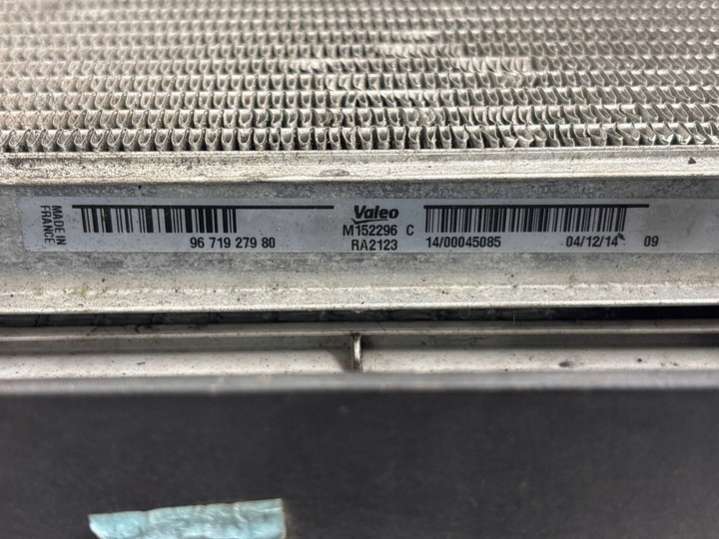 MADE IN
FRANCE
96 719 279 80
Valeo
M152296 C
RA2123
14/00045085
04/12/14
09